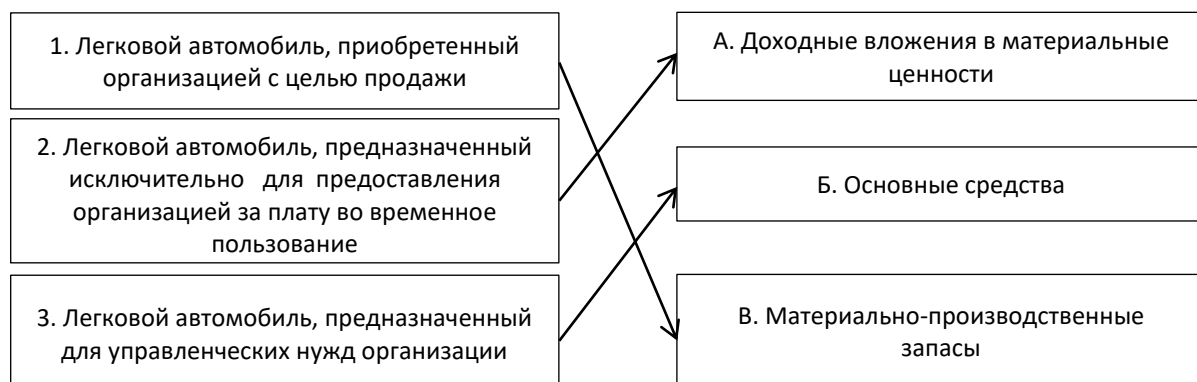 1. Легковой автомобиль, приобретенный
организацией с целью продажи
2. Легковой автомобиль, предназначенный
исключительно для предоставления
организацией за плату во временное
пользование
3. Легковой автомобиль, предназначенный
для управленческих нужд организации
А. Доходные вложения в материальные
ценности
Б. Основные средства
В. Материально-производственные
запасы